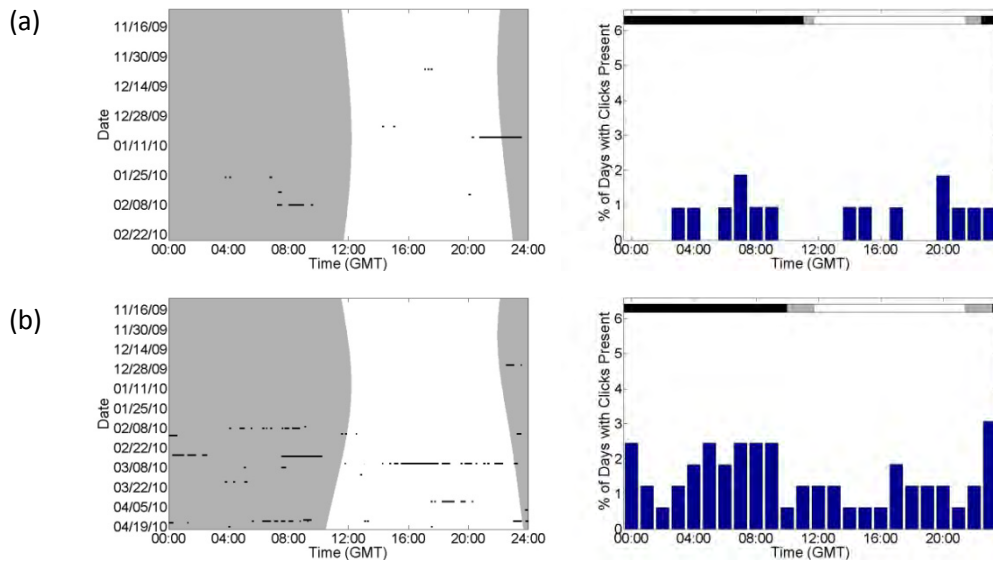 (a)
Date
11/16/09
11/30/09
12/14/09
12/28/09
01/11/10
01/25/10
02/08/10
02/22/10
00:00 04:00 08:00 12:00 16:00 20:00 24:00
Time (GMT)
% of Days with Clicks Present
6
5
4
3
2
1
0
00:00 04:00 08:00 12:00 16:00 20:00
Time (GMT)
(b)
Date
11/16/09
11/30/09
12/14/09
12/28/09
01/11/10
01/25/10
02/08/10
02/22/10
03/08/10
03/22/10
04/05/10
04/19/10
00:00 04:00 08:00 12:00 16:00 20:00 24:00
Time (GMT)
% of Days with Clicks Present
6
5
4
3
2
1
0
00:00 04:00 08:00 12:00 16:00 20:00
Time (GMT)